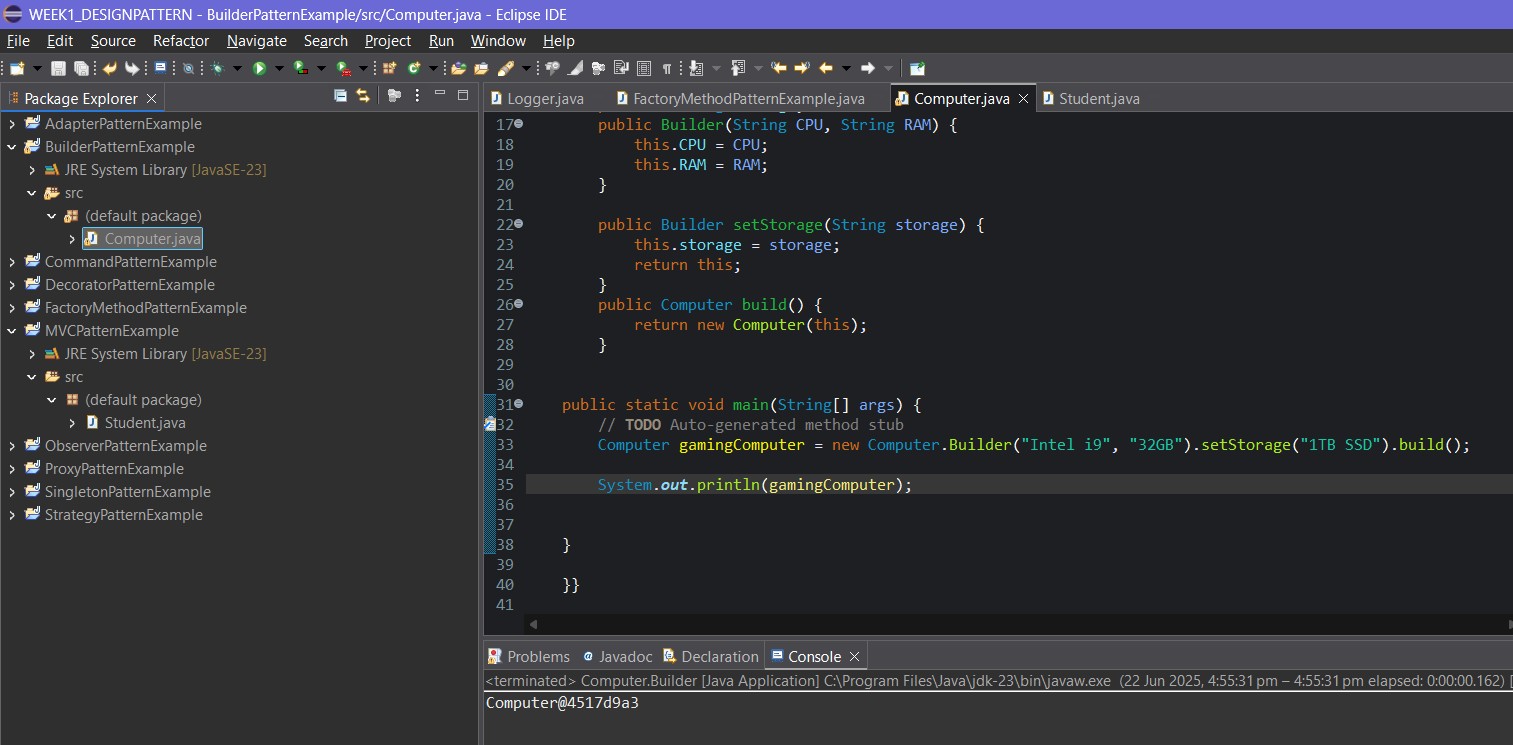 WEEK1_DESIGNPATTERN - BuilderPatternExample/src/Computer.java - Eclipse IDE
File Edit Source Refactor Navigate Search Project Run Window Help
Package Explorer
AdapterPatternExample
BuilderPatternExample
JRE System Library [JavaSE-23]
src
(default package)
Computer.java
CommandPatternExample
DecoratorPatternExample
FactoryMethodPatternExample
MVCPatternExample
JRE System Library [JavaSE-23]
src
(default package)
Student.java
ObserverPatternExample
ProxyPatternExample
SingletonPatternExample
StrategyPatternExample
Logger.java FactoryMethodPatternExample.java Computer.java Student.java
17 public Builder(String CPU, String RAM) {
18 this.CPU = CPU;
19 this.RAM = RAM;
20 }
21
22 public Builder setStorage(String storage) {
23 this.storage = storage;
24 return this;
25 }
26 public Computer build() {
27 return new Computer(this);
28 }
29
30
31 public static void main(String[] args) {
32 // TODO Auto-generated method stub
33 Computer gamingComputer = new Computer.Builder("Intel i9", "32GB").setStorage("1TB SSD").build();
34
35 System.out.println(gamingComputer);
36
37
38 }
39
40 }}
41
Problems Javadoc Declaration Console
<terminated> Computer.Builder [Java Application] C:\Program Files\Java\jdk-23\bin\javaw.exe (22 Jun 2025, 4:55:31 pm – 4:55:31 pm elapsed: 0:00:00.162) [
Computer@4517d9a3